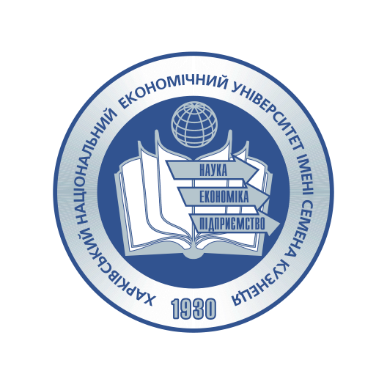 ХАРКІВСЬКИЙ НАЦІОНАЛЬНИЙ ЕКОНОМІЧНИЙ УНІВЕРСИТЕТ ІМЕНІ СЕМЕНА КУЗНЕЦЯ
НАУКА
ЕКОНОМІКА
ПІДПРИЄМСТВО
1930